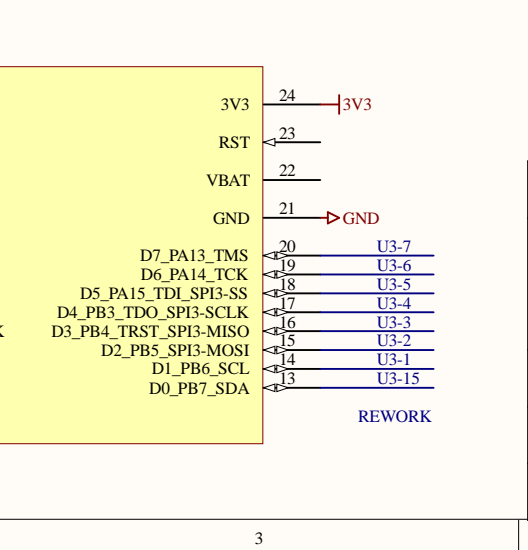 3V3 24 3V3
RST 23
VBAT 22
GND 21 GND
D7_PA13_TMS 20 U3-7
D6_PA14_TCK 19 U3-6
D5_PA15_TDI_SPI3-SS 18 U3-5
D4_PB3_TDO_SPI3-SCLK 17 U3-4
K D3_PB4_TRST_SPI3-MISO 16 U3-3
D2_PB5_SPI3-MOSI 15 U3-2
D1_PB6_SCL 14 U3-1
D0_PB7_SDA 13 U3-15
REWORK
3